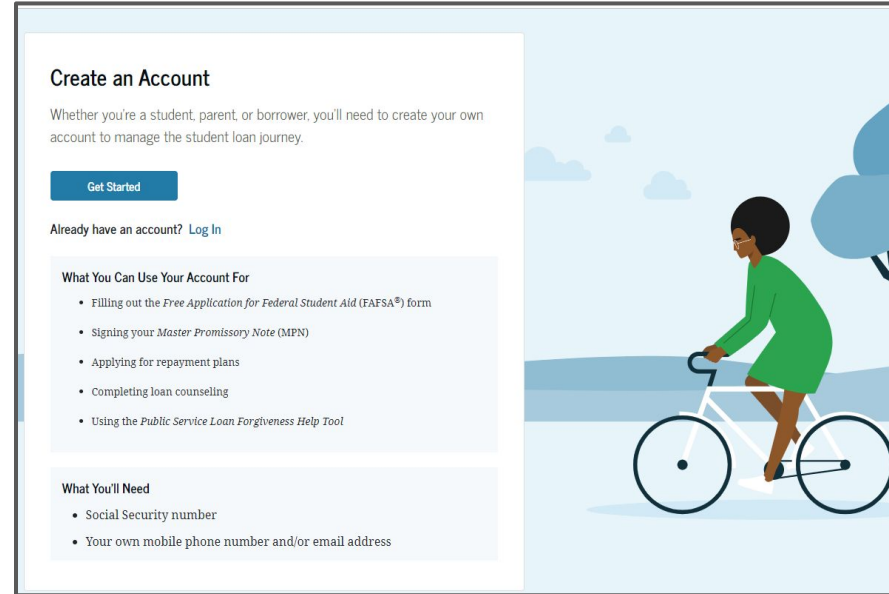 Create an Account
Whether you're a student, parent, or borrower, you'll need to create your own
account to manage the student loan journey.
Get Started
Already have an account? Log In
What You Can Use Your Account For
• Filling out the Free Application for Federal Student Aid (FAFSA®) form
• Signing your Master Promissory Note (MPN)
• Applying for repayment plans
• Completing loan counseling
• Using the Public Service Loan Forgiveness Help Tool
What You'll Need
• Social Security number
• Your own mobile phone number and/or email address